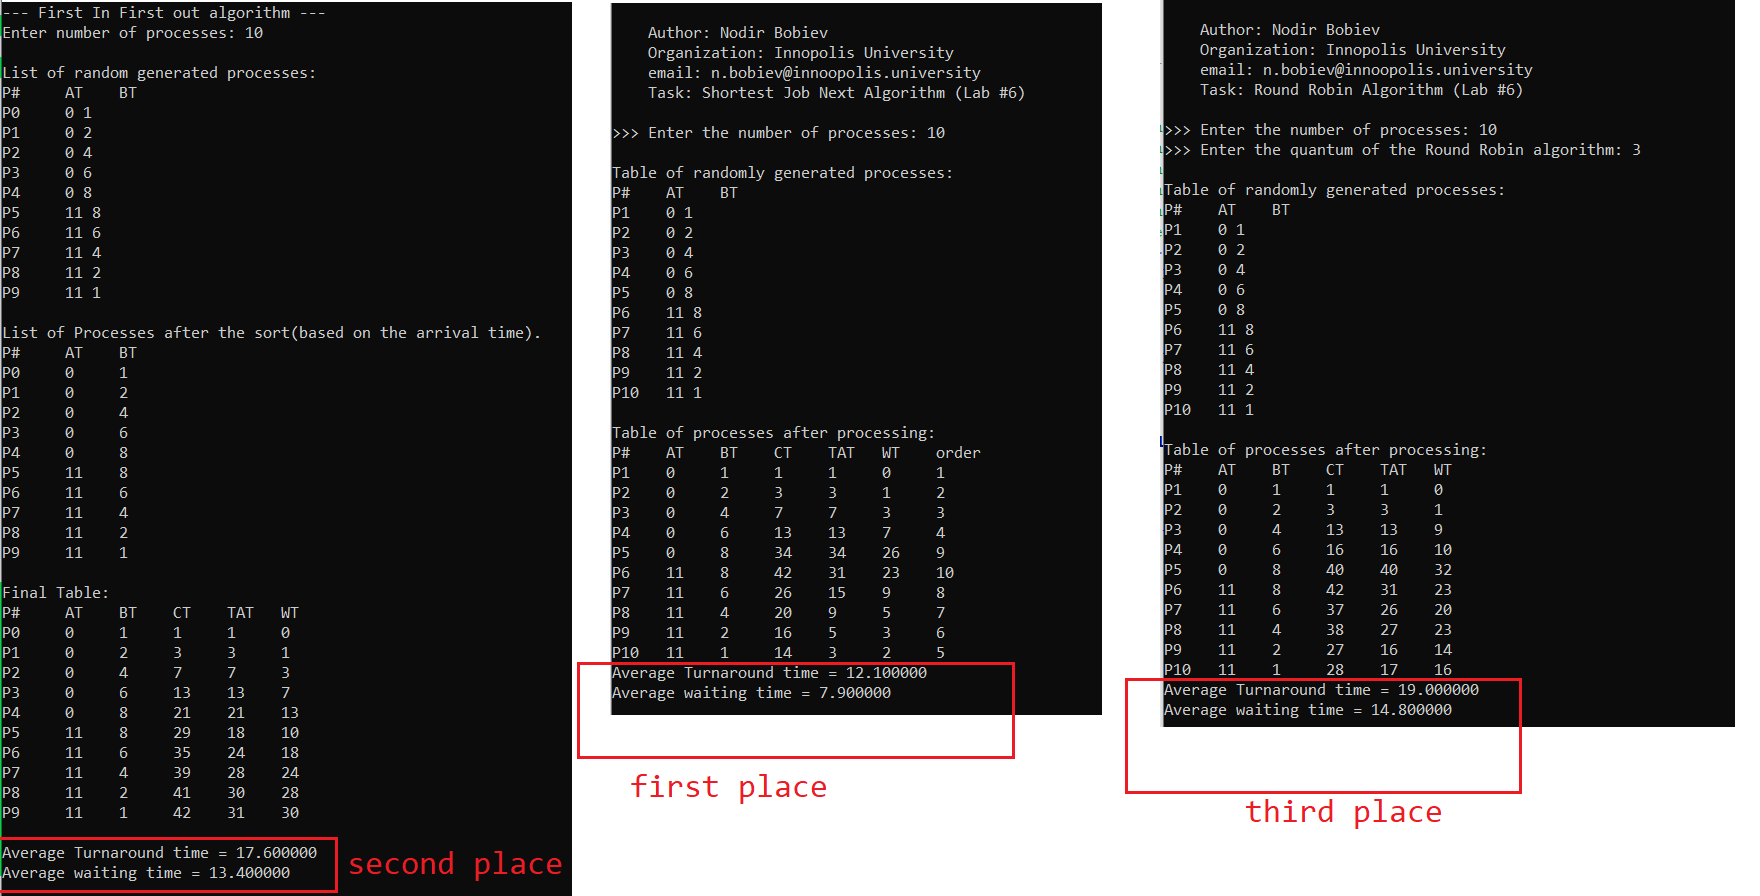 --- First In First out algorithm ---
Enter number of processes: 10
List of random generated processes:
P# AT BT
P0 0 1
P1 0 2
P2 0 4
P3 0 6
P4 0 8
P5 11 8
P6 11 6
P7 11 4
P8 11 2
P9 11 1
List of Processes after the sort(based on the arrival time).
P# AT BT
P0 0 1
P1 0 2
P2 0 4
P3 0 6
P4 0 8
P5 11 8
P6 11 6
P7 11 4
P8 11 2
P9 11 1
Final Table:
P# AT BT CT TAT WT
P0 0 1 1 1 0
P1 0 2 3 3 1
P2 0 4 7 7 3
P3 0 6 13 13 7
P4 0 8 21 21 13
P5 11 8 29 18 10
P6 11 6 35 24 18
P7 11 4 39 28 24
P8 11 2 41 30 28
P9 11 1 42 31 30
Average Turnaround time = 17.600000
Average waiting time = 13.400000
second place
Author: Nodir Bobiev
Organization: Innopolis University
email: n.bobiev@innoopolis.university
Task: Shortest Job Next Algorithm (Lab #6)
>>> Enter the number of processes: 10
Table of randomly generated processes:
P# AT BT
P1 0 1
P2 0 2
P3 0 4
P4 0 6
P5 0 8
P6 11 8
P7 11 6
P8 11 4
P9 11 2
P10 11 1
Table of processes after processing:
P# AT BT CT TAT WT order
P1 0 1 1 1 0 1
P2 0 2 3 3 1 2
P3 0 4 7 7 3 3
P4 0 6 13 13 7 4
P5 0 8 34 34 26 9
P6 11 8 42 31 23 10
P7 11 6 26 15 9 8
P8 11 4 20 9 5 7
P9 11 2 16 5 3 6
P10 11 1 14 3 2 5
Average Turnaround time = 12.100000
Average waiting time = 7.900000
first place
Author: Nodir Bobiev
Organization: Innopolis University
email: n.bobiev@innoopolis.university
Task: Round Robin Algorithm (Lab #6)
>>> Enter the number of processes: 10
>>> Enter the quantum of the Round Robin algorithm: 3
Table of randomly generated processes:
P# AT BT
P1 0 1
P2 0 2
P3 0 4
P4 0 6
P5 0 8
P6 11 8
P7 11 6
P8 11 4
P9 11 2
P10 11 1
Table of processes after processing:
P# AT BT CT TAT WT
P1 0 1 1 1 0
P2 0 2 3 3 1
P3 0 4 13 13 9
P4 0 6 16 16 10
P5 0 8 40 40 32
P6 11 8 42 31 23
P7 11 6 37 26 20
P8 11 4 38 27 23
P9 11 2 27 16 14
P10 11 1 28 17 16
Average Turnaround time = 19.000000
Average waiting time = 14.800000
third place